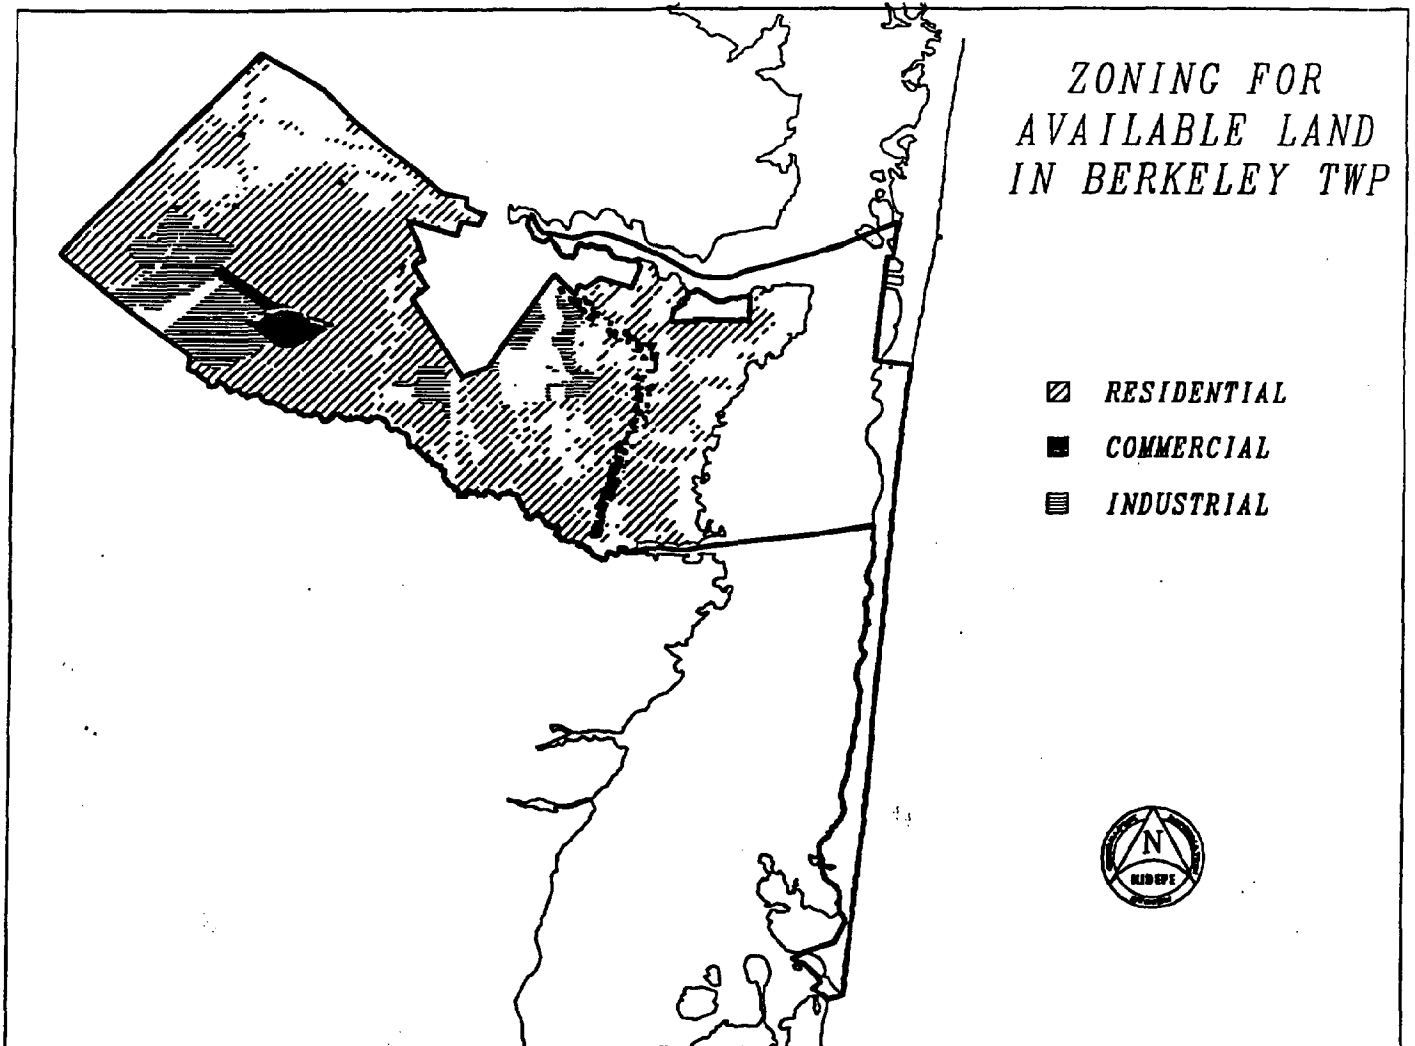 ZONING FOR
AVAILABLE LAND
IN BERKELEY TWP
RESIDENTIAL
COMMERCIAL
INDUSTRIAL
N